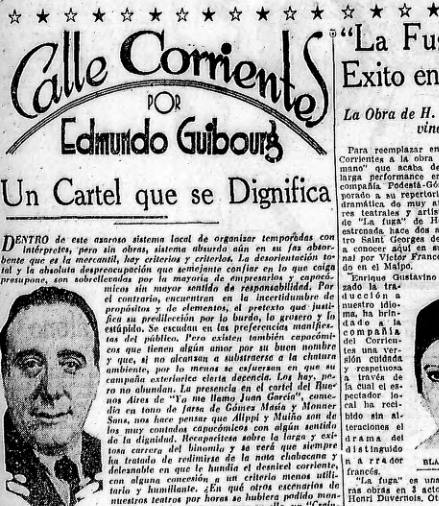 Calle Corrientes
POR
Edmundo Guibourg
Un Cartel que se Dignifica
DENTRO de este azaroso sistema local de organizar temporadas con
intérpretes, pero sin obras, sistema absurdo aún en su faz absor-
bente que es la mercantil, hay criterios y criterios. La desorientación to-
tal y la absoluta despreocupación que semejante confiar en lo que caiga
presupone, son sobrellevadas por la mayoría de empresarios y capoco-
micos sin mayor sentido de responsabilidad. Por
el contrario, encuentran en la incertidumbre de
propósitos y de elementos, el pretexto que justi-
fica su predilección por lo burdo, lo grosero y lo
estúpido. Se escudan en las preferencias manifies-
tas del público. Pero existen también capocómi-
cos que tienen algún amor por su buen nombre
y que, si no alcanzan a substraerse a la chatura
ambiente, por lo menos se esfuerzan en que su
campaña exteriorice cierta decencia. Los hay, pe-
ro no abundan. La presencia en el cartel del Bue-
nos Aires de "Yo me llamo Juan García", come-
dia en tono de farsa de Gómez Masía y Monner
Sans, nos hace pensar que Alippi y Muiño son de
los muy contados capocómicos con algún sentido
de la dignidad. Recapacítese sobre la larga y exi-
tosa carrera del binomio y se verá que siempre
ha tratado de redimirse de la nota chabacana y
deleznable en que le hundía el desnivel corriente,
con alguna concesión a un criterio menos utili-
tario y humillante. ¿En qué otros escenarios de
nuestros teatros por horas se hubiera podido mon-
"La Fu
Exito en
La Obra de H.
vin
Para reemplazar en
Corrientes a la obra
mano" que acaba de
larga performance en
compañía Podestá-Gó
porado a su repertorio
dramática de muy al
res teatrales y artís
de "La fuga" de H
estrenada hace dos a
tro Saint Georges de
a conocer aquí en su
nal por Víctor Franc
do en el Maipo.
Enrique Gustavino
zado la tra-
ducción a
nuestro idio-
ma, ha brin-
dado a la
compañía
del Corrien-
tes una ver-
sión cuidada
y respetuosa
a través de
la cual el es-
pectador lo-
cal ha reci-
bido sin al-
teraciones el
drama del
distinguido
narrador
francés.
BLA
"La fuga" es una
ras obras en 3 acto
Henri Duvernois. Ot